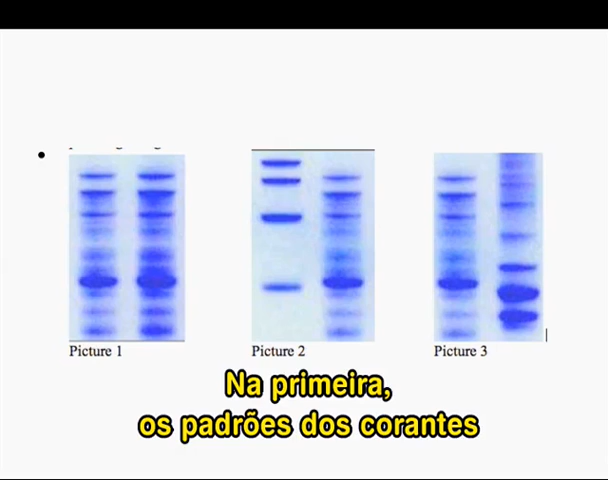 Picture 1
Picture 2
Picture 3
Na primeira,
os padrões dos corantes